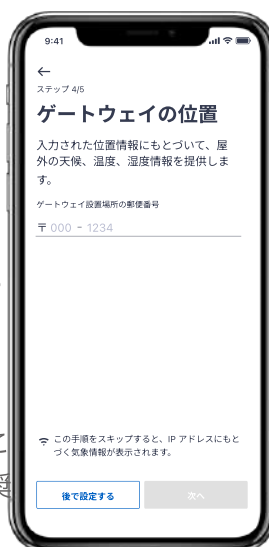 9:41
ステップ 4/5
ゲートウェイの位置
入力された位置情報にもとづいて、屋
外の天候、温度、湿度情報を提供しま
す。
ゲートウェイ設置場所の郵便番号
〒 000 - 1234
この手順をスキップすると、IP アドレスにもと
づく気象情報が表示されます。
後で設定する
次へ